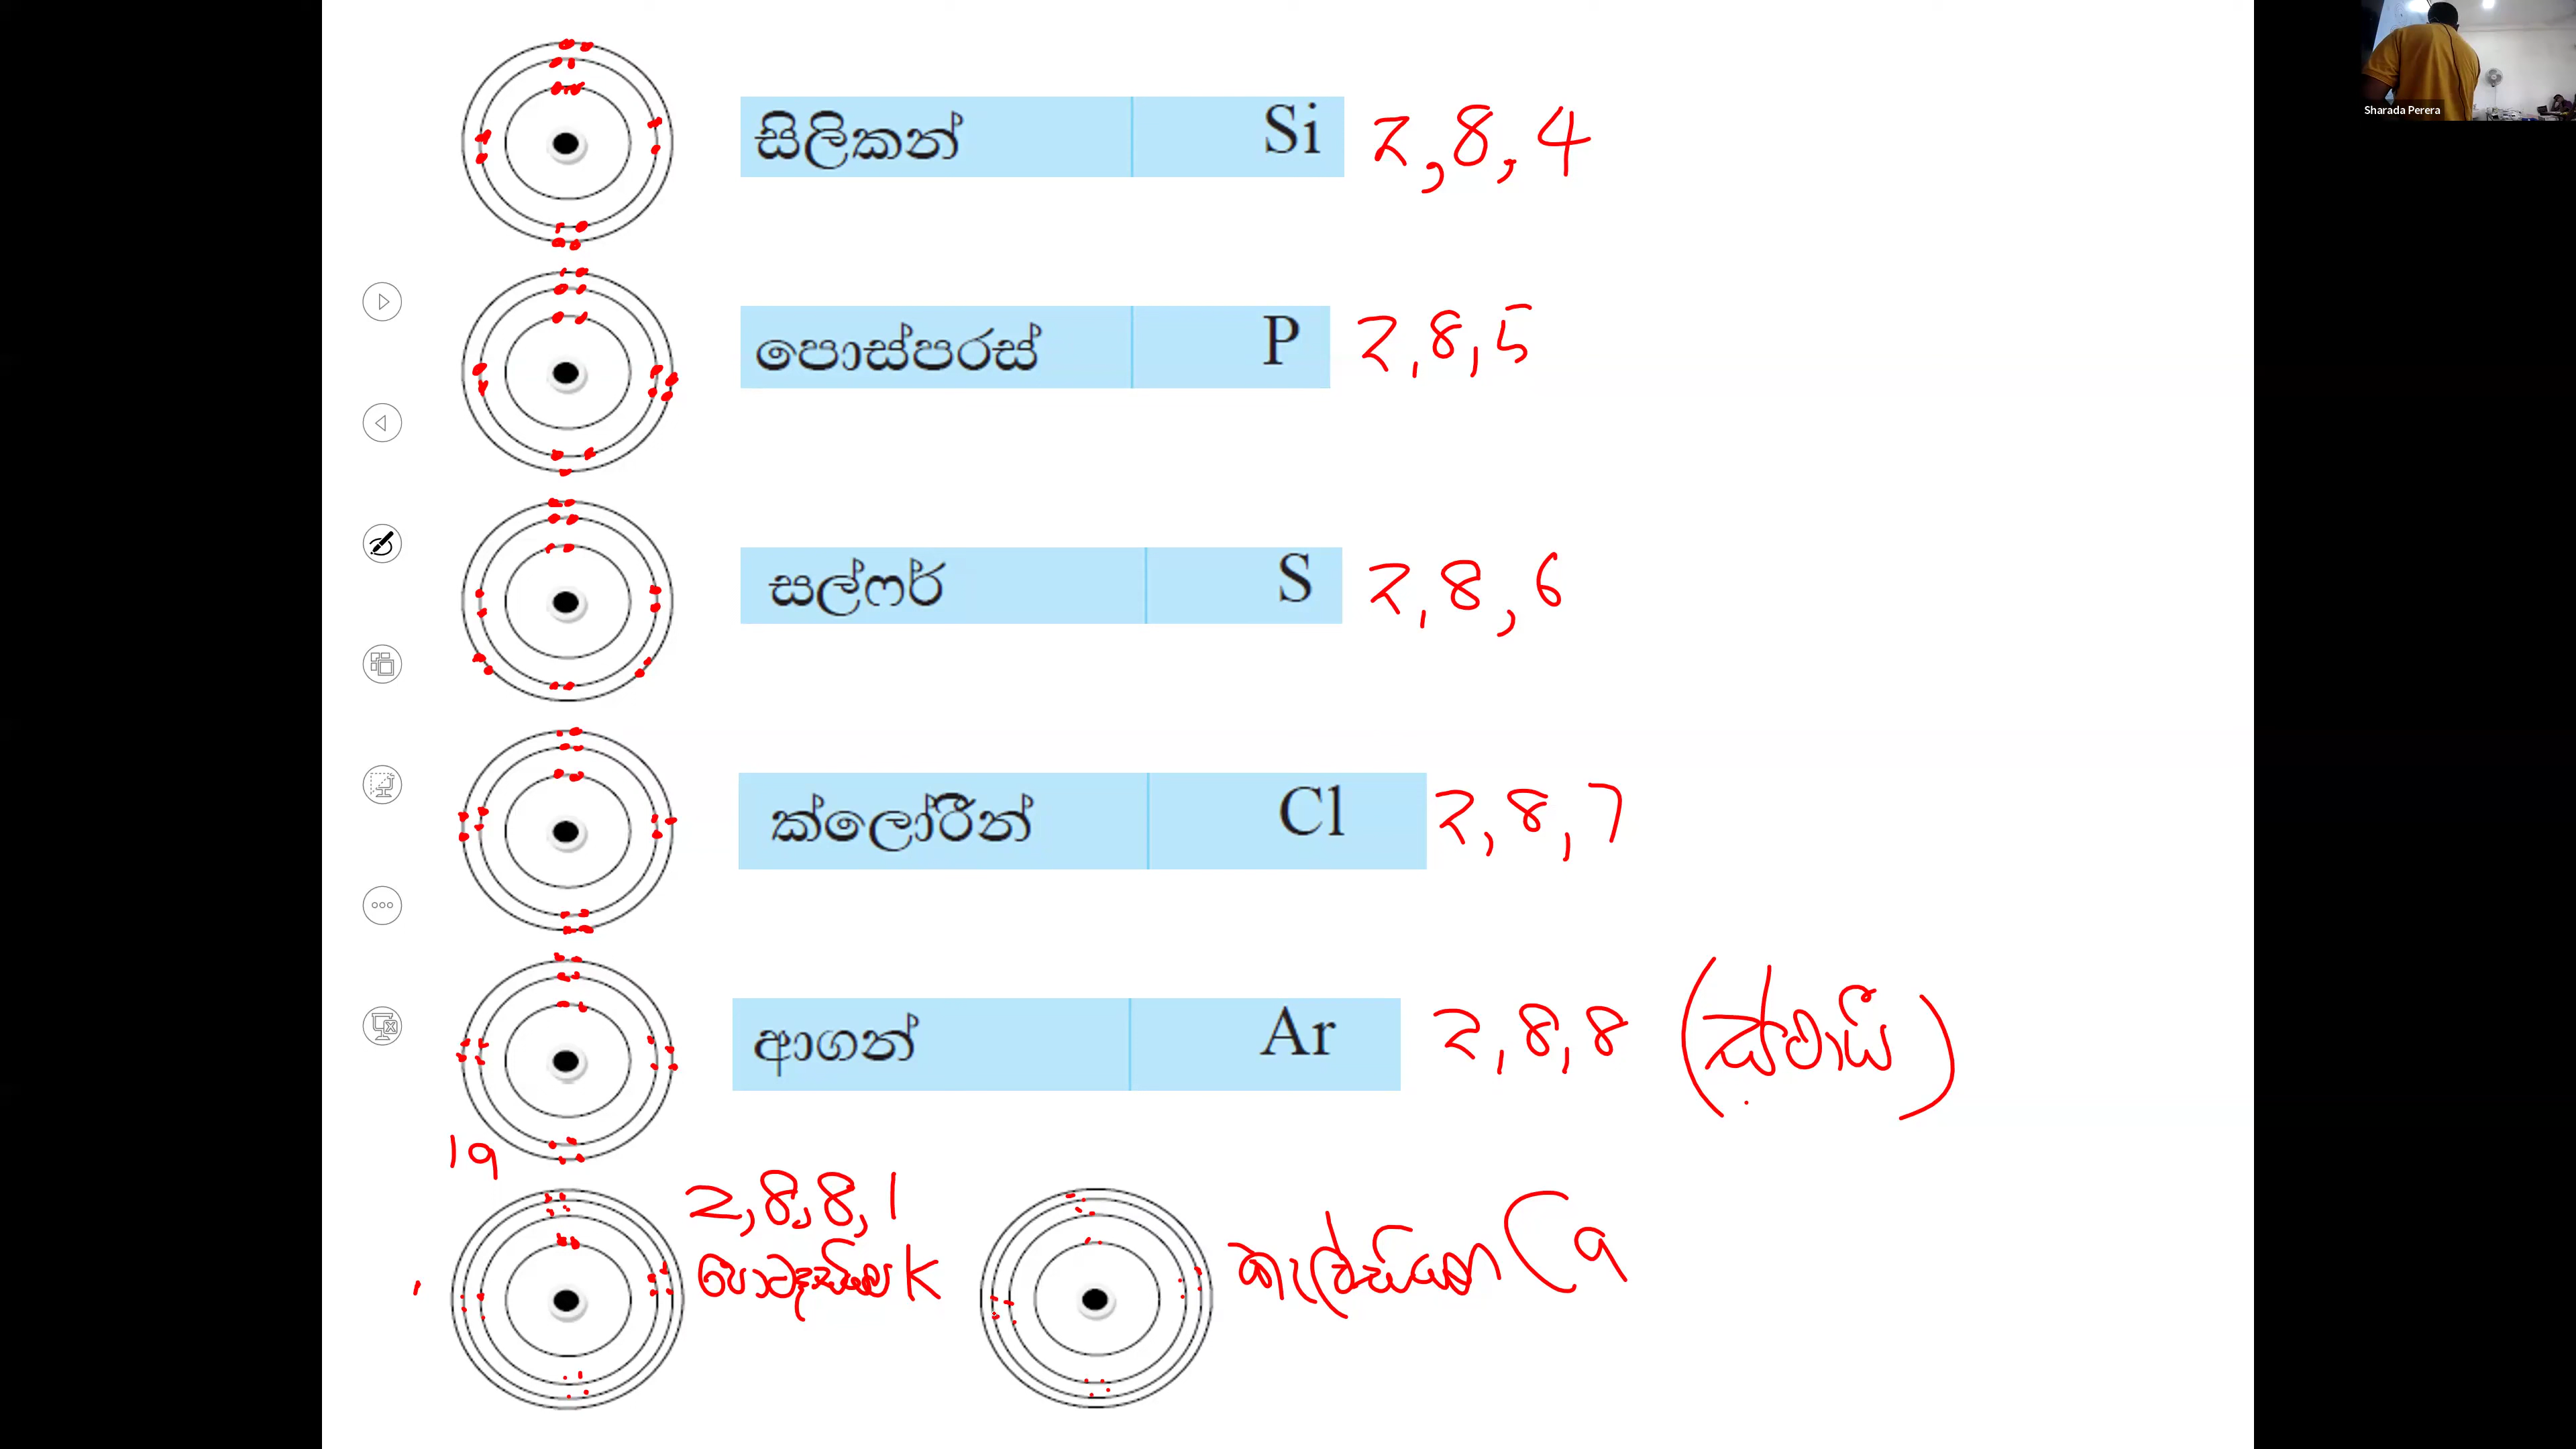 Sharada Perera
සිලිකන් Si 2,8,4
පොස්පරස් P 2,8,5
සල්ෆර් S 2,8,6
ක්ලෝරීන් Cl 2,8,7
ආගන් Ar 2,8,8 (ස්ථායී)
19
2,8,8,1
පොටෑසියම් K
කැල්සියම් Ca